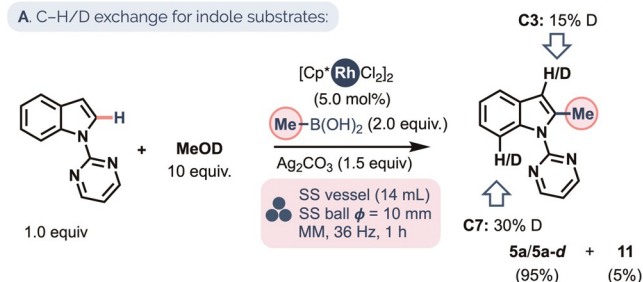 A. C–H/D exchange for indole substrates:
C3: 15% D
H/D
[Cp*RhCl2]2
(5.0 mol%)
Me–B(OH)2 (2.0 equiv.)
Ag2CO3 (1.5 equiv)
SS vessel (14 mL)
SS ball ϕ = 10 mm
MM, 36 Hz, 1 h
H
N
N
N
1.0 equiv
+
MeOD
10 equiv.
Me
N
H/D
N
N
C7: 30% D
5a/5a-d + 11
(95%) (5%)